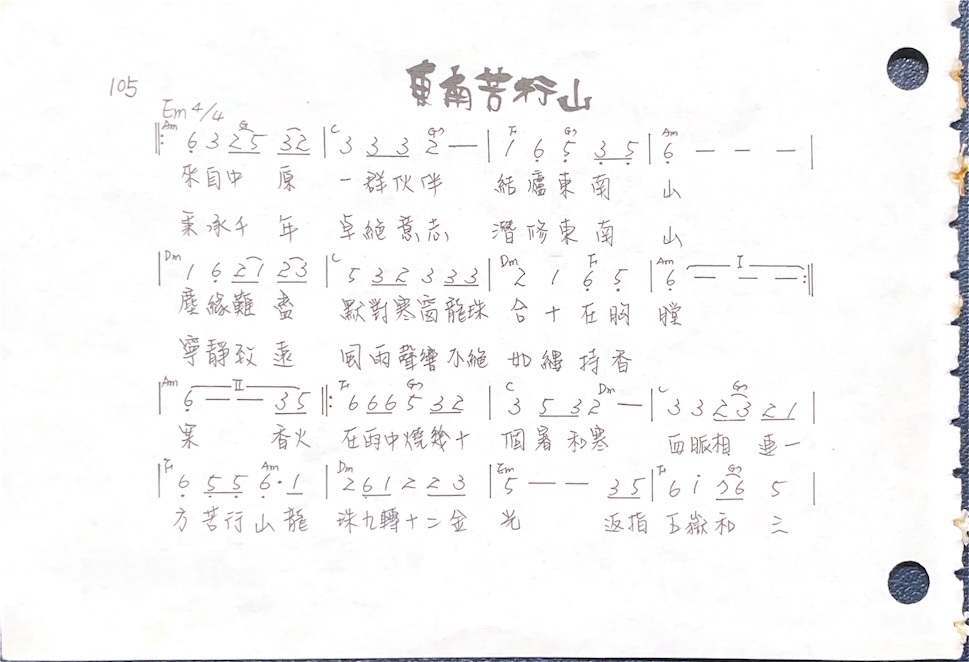 105
東南苦行山
Em 4/4
Am G C G7 F G7 Am
‖: 6̣ 3 2 5 3 2 | 3 3 3 3 2 — | 1 6̣ 5̣ 3̣ 5̣ | 6̣ — — — |
來自中 原 一群伙伴 結廬東南 山
秉承千年 卓絕意志 潛修東南 山
Dm C Dm F Am I
| 1 6 2 1 2 3 | 5 3 2 3 3 3 | 2 1 6̣ 5̣ | 6̣ — — — :‖
塵緣難 盡 默對寒窗龍珠 合十在胸 膛
寧靜致遠 風雨聲響不絕 如縷持香
Am II F G7 C Dm C G7
| 6̣ — — 3 5 ‖: 6 6 6 5 3 2 | 3 5 3 2 — | 3 3 2 3 2 1 |
案 香火 在雨中燒幾十 個暑和寒 血脈相 連一
F Am Dm Em F G7
| 6̣ 5̣ 5̣ 6̣· 1 | 2 6̣ 1 2 2 3 | 5 — — 3 5 | 6 i 6 5 |
方苦行山龍 珠九轉十二金 光 返指五嶽和 三